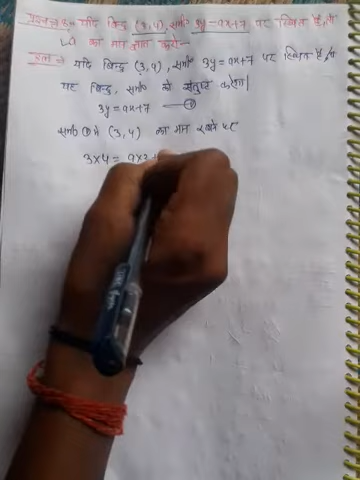 प्रश्न 3.→ यदि बिन्दु (3,4), समी० 3y = ax+7 पर स्थित है, तो
का मान ज्ञात करो—
हल → यदि बिन्दु (3,4), समी० 3y = ax+7 पर स्थित है, तो
यह बिन्दु, समी० को संतुष्ट करेगा।
3y = ax+7 —①
समी० ① में (3,4) का मान रखने पर
3×4 = a×3+